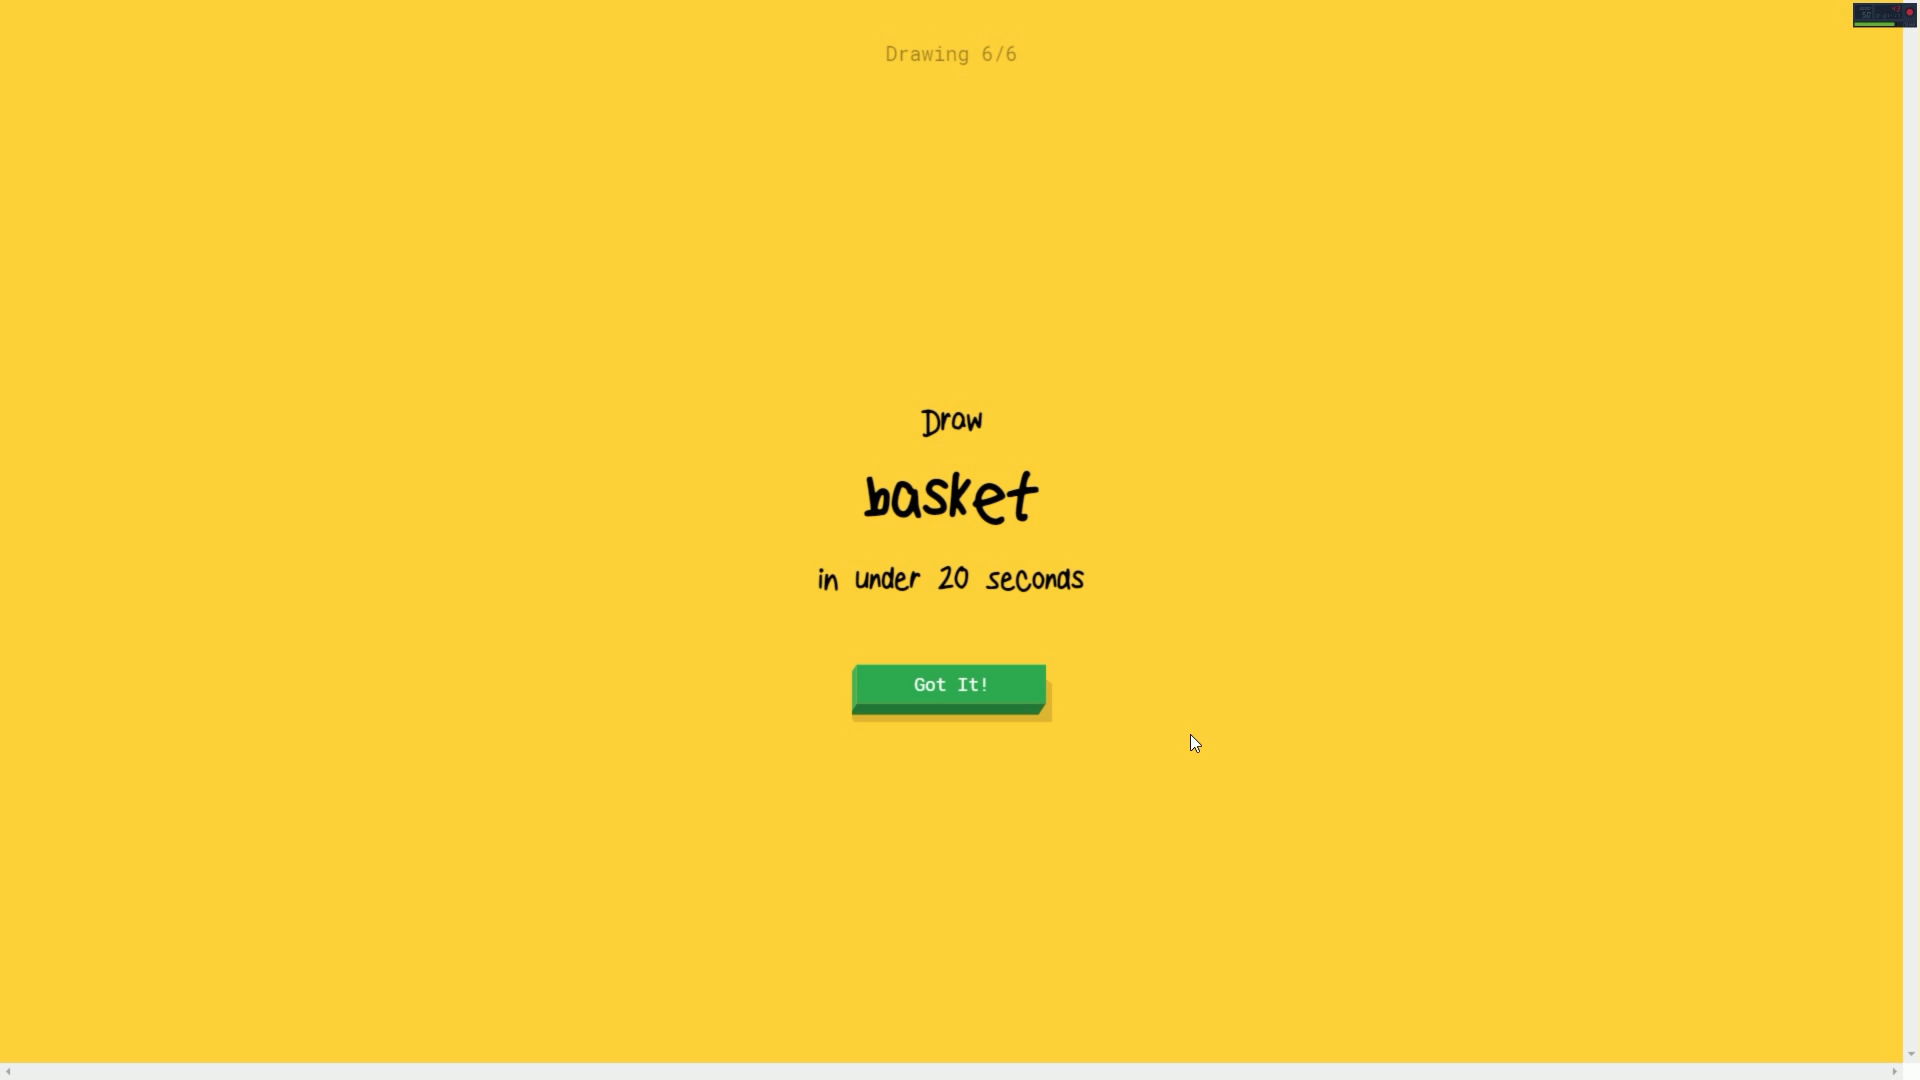 Drawing 6/6
Draw
basket
in under 20 seconds
Got It!